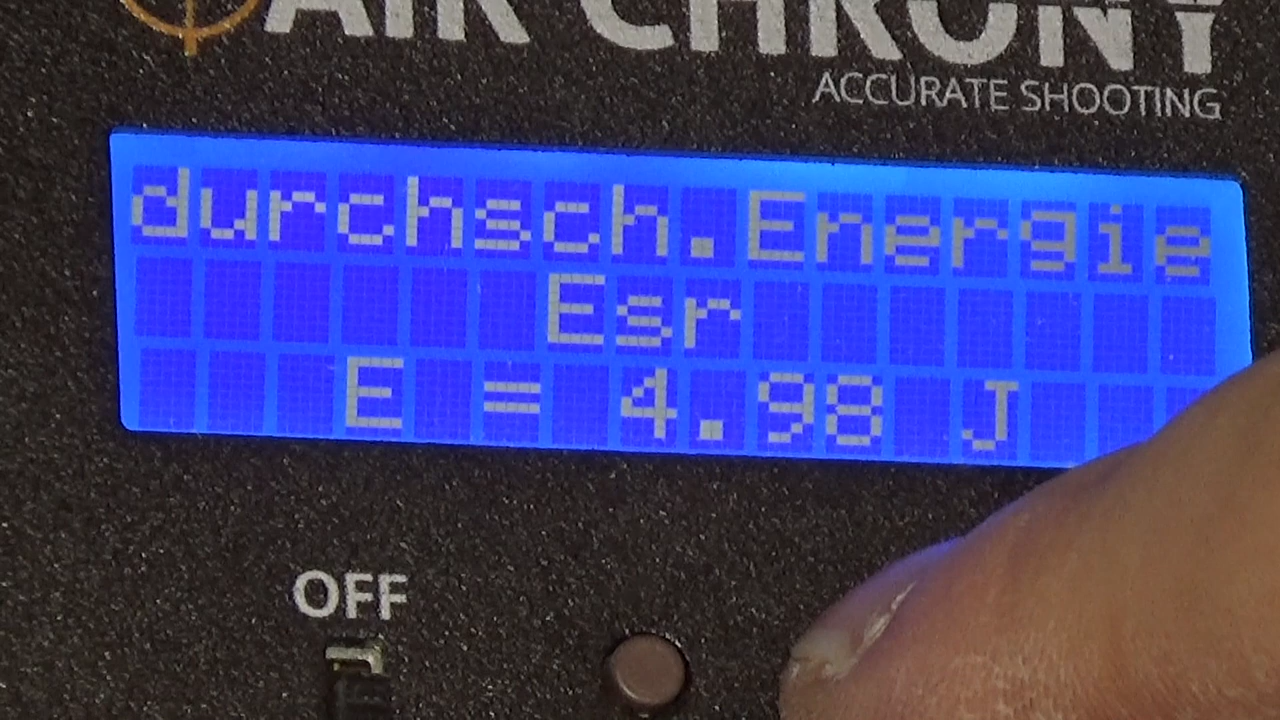 AIR CHRONY
ACCURATE SHOOTING
durchsch.Energie
Esr
E = 4.98 J
OFF